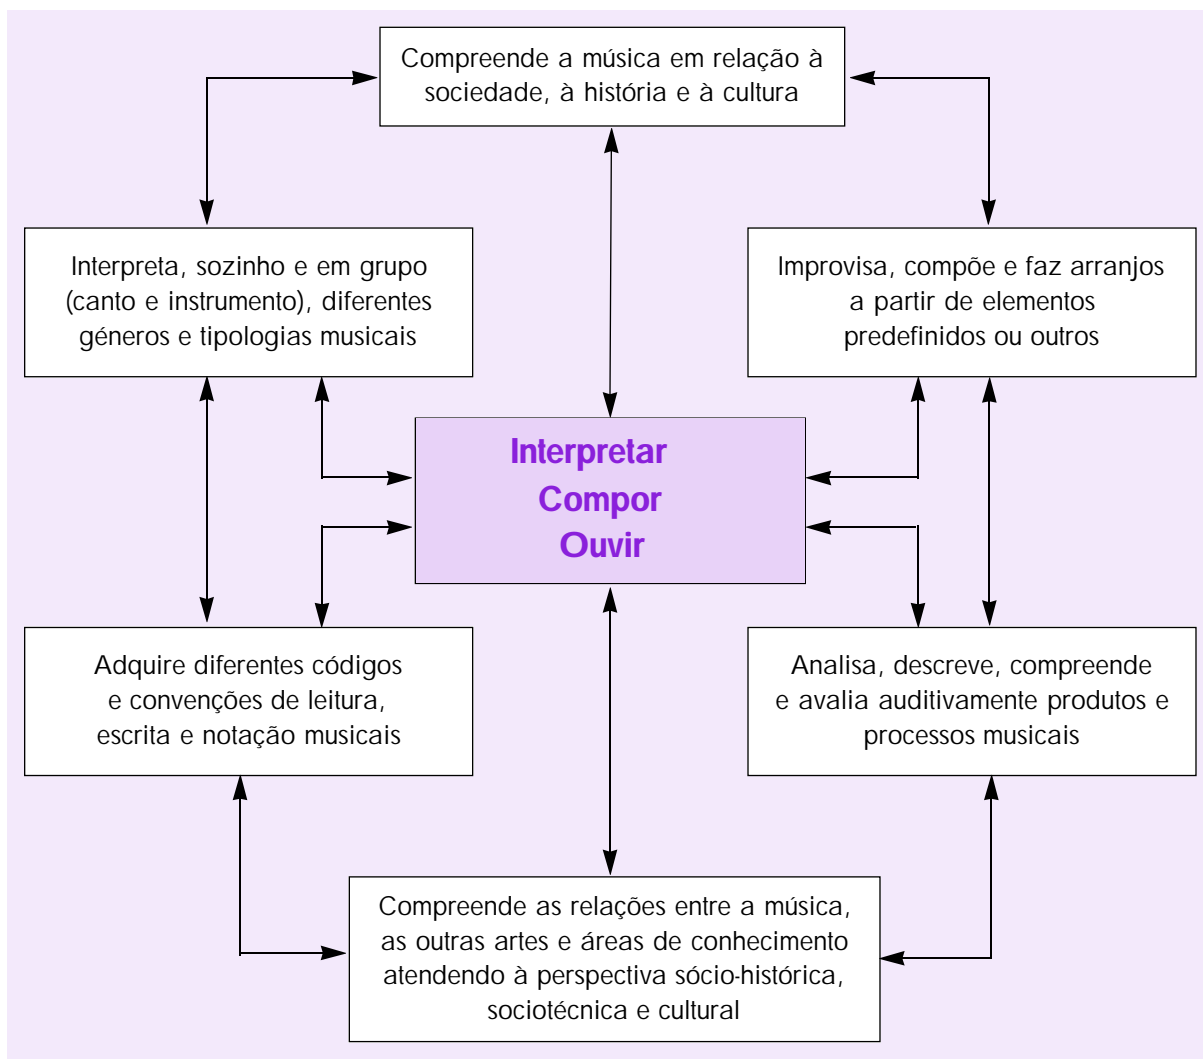 Compreende a música em relação à
sociedade, à história e à cultura
Interpreta, sozinho e em grupo
(canto e instrumento), diferentes
géneros e tipologias musicais
Improvisa, compõe e faz arranjos
a partir de elementos
predefinidos ou outros
Interpretar
Compor
Ouvir
Adquire diferentes códigos
e convenções de leitura,
escrita e notação musicais
Analisa, descreve, compreende
e avalia auditivamente produtos e
processos musicais
Compreende as relações entre a música,
as outras artes e áreas de conhecimento
atendendo à perspectiva sócio-histórica,
sociotécnica e cultural